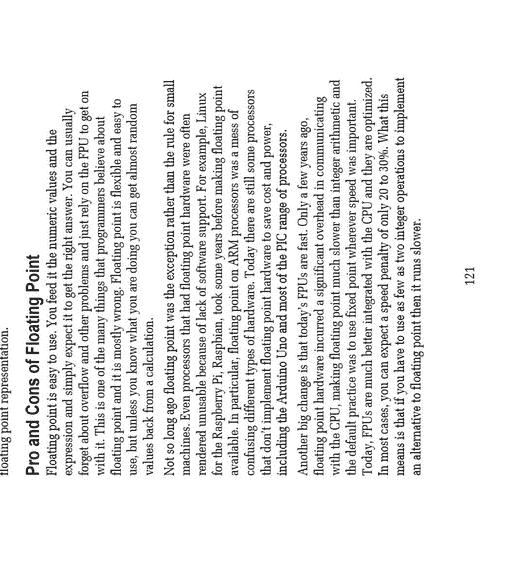 floating point representation.
Pro and Cons of Floating Point
Floating point is easy to use. You feed it the numeric values and the
expression and simply expect it to get the right answer. You can usually
forget about overflow and other problems and just rely on the FPU to get on
with it. This is one of the many things that programmers believe about
floating point and it is mostly wrong. Floating point is flexible and easy to
use, but unless you know what you are doing you can get almost random
values back from a calculation.
Not so long ago floating point was the exception rather than the rule for small
machines. Even processors that had floating point hardware were often
rendered unusable because of lack of software support. For example, Linux
for the Raspberry Pi, Raspbian, took some years before making floating point
available. In particular, floating point on ARM processors was a mess of
confusing different types of hardware. Today there are still some processors
that don't implement floating point hardware to save cost and power,
including the Arduino Uno and most of the PIC range of processors.
Another big change is that today's FPUs are fast. Only a few years ago,
floating point hardware incurred a significant overhead in communicating
with the CPU, making floating point much slower than integer arithmetic and
the default practice was to use fixed point wherever speed was important.
Today, FPUs are much better integrated with the CPU and they are optimized.
In most cases, you can expect a speed penalty of only 20 to 30%. What this
means is that if you have to use as few as two integer operations to implement
an alternative to floating point then it runs slower.
121